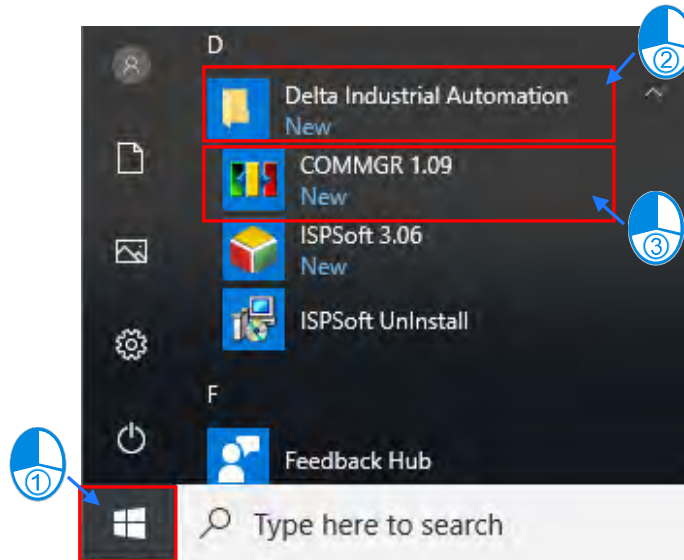 D
②
Delta Industrial Automation
New
COMMGR 1.09
New
③
ISPSoft 3.06
New
ISPSoft UnInstall
F
①
Feedback Hub
Type here to search